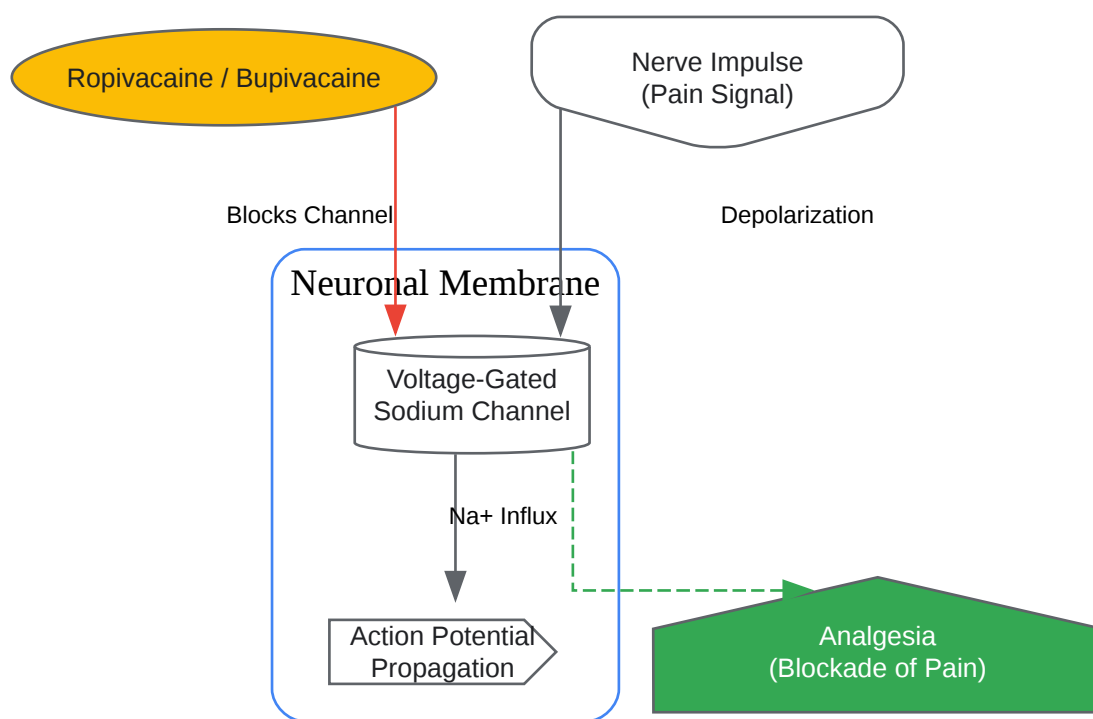 Ropivacaine / Bupivacaine
Nerve Impulse
(Pain Signal)
Blocks Channel
Depolarization
Neuronal Membrane
Voltage-Gated
Sodium Channel
Na+ Influx
Action Potential
Propagation
Analgesia
(Blockade of Pain)